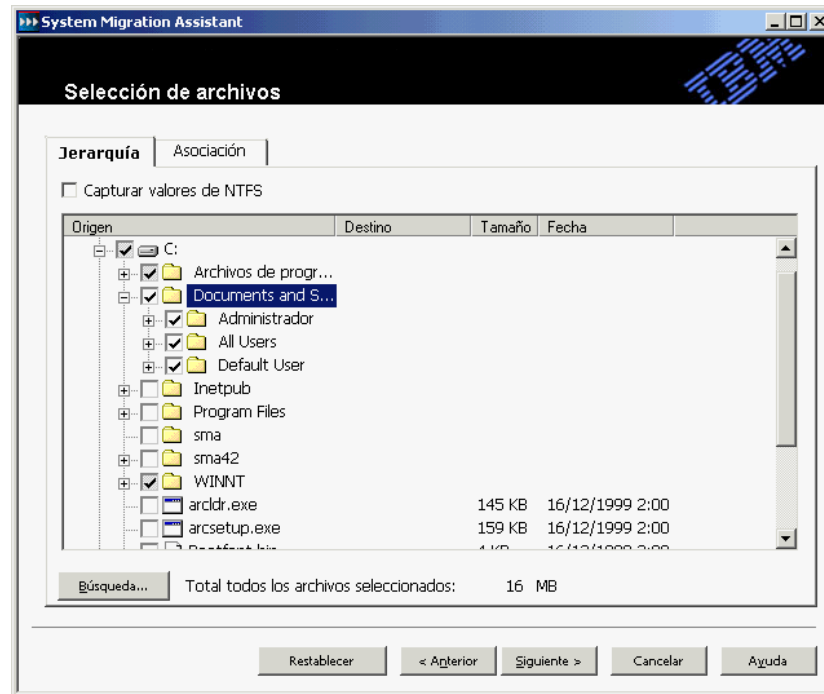 System Migration Assistant
IBM
Selección de archivos
Jerarquía
Asociación
Capturar valores de NTFS
Origen Destino Tamaño Fecha
C:
Archivos de progr...
Documents and S...
Administrador
All Users
Default User
Inetpub
Program Files
sma
sma42
WINNT
arcldr.exe 145 KB 16/12/1999 2:00
arcsetup.exe 159 KB 16/12/1999 2:00
Búsqueda... Total todos los archivos seleccionados: 16 MB
Restablecer < Anterior Siguiente > Cancelar Ayuda